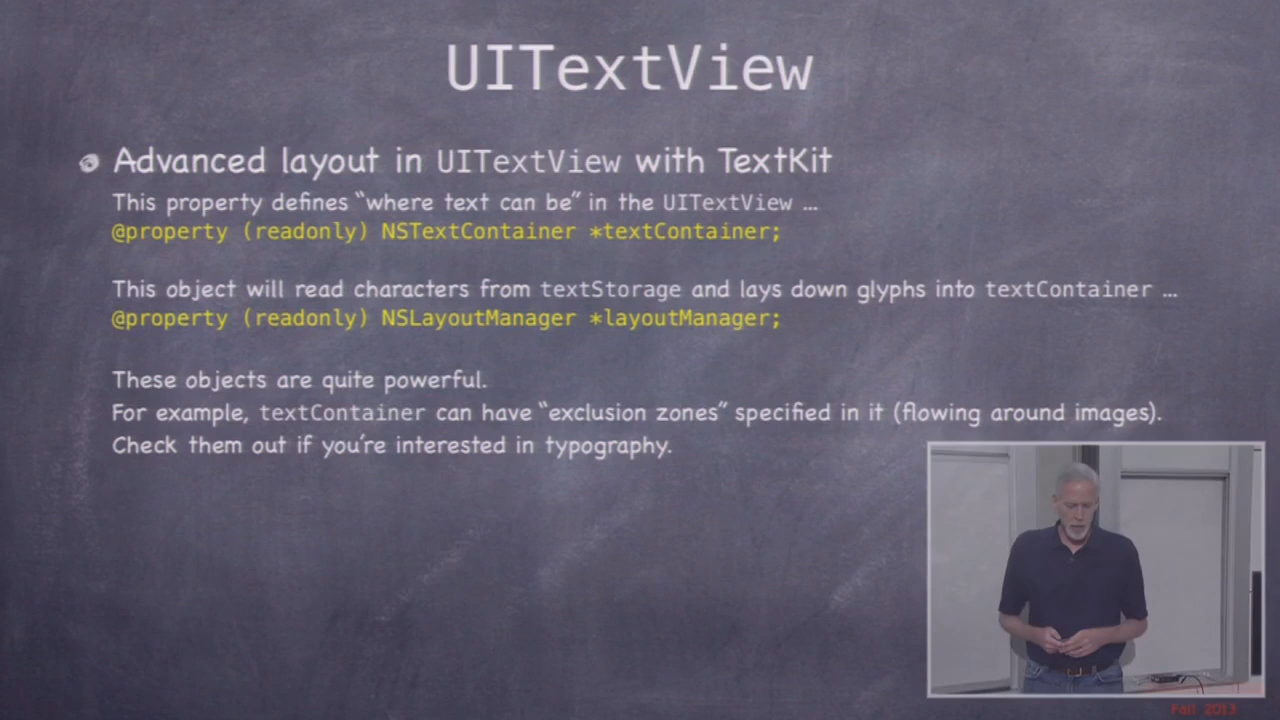 UITextView
Advanced layout in UITextView with TextKit
This property defines “where text can be” in the UITextView ...
@property (readonly) NSTextContainer *textContainer;
This object will read characters from textStorage and lays down glyphs into textContainer ...
@property (readonly) NSLayoutManager *layoutManager;
These objects are quite powerful.
For example, textContainer can have “exclusion zones” specified in it (flowing around images).
Check them out if you’re interested in typography.
Fall 2013